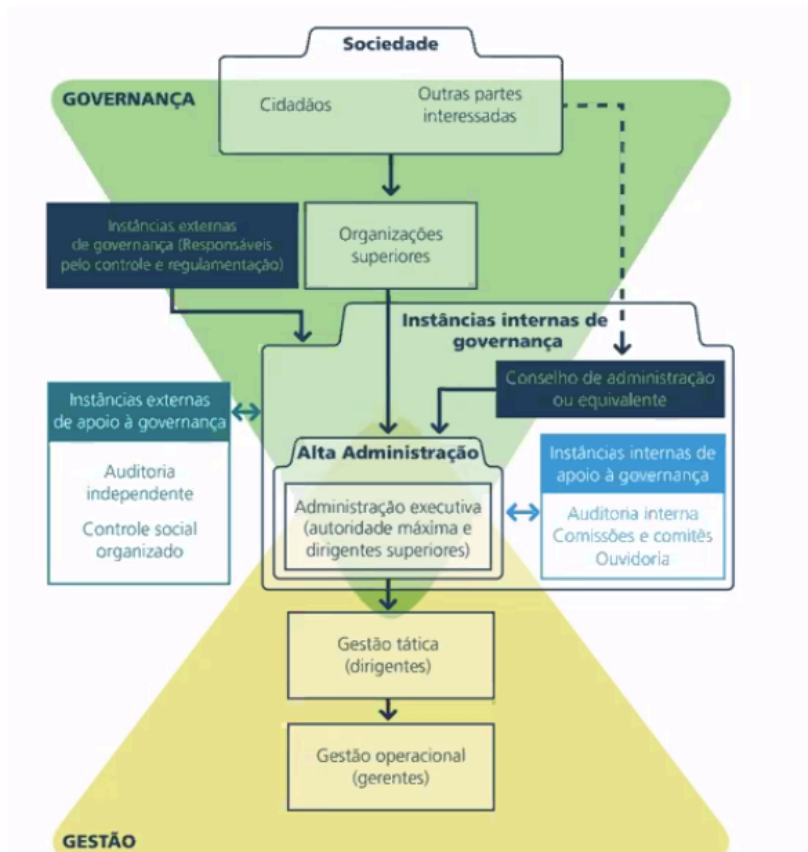 Sociedade
GOVERNANÇA
Cidadãos
Outras partes
interessadas
Instâncias externas
de governança (Responsáveis
pelo controle e regulamentação)
Organizações
superiores
Instâncias internas de
governança
Conselho de administração
ou equivalente
Instâncias externas
de apoio à governança
Auditoria
independente
Controle social
organizado
Alta Administração
Administração executiva
(autoridade máxima e
dirigentes superiores)
Instâncias internas de
apoio à governança
Auditoria interna
Comissões e comitês
Ouvidoria
Gestão tática
(dirigentes)
Gestão operacional
(gerentes)
GESTÃO